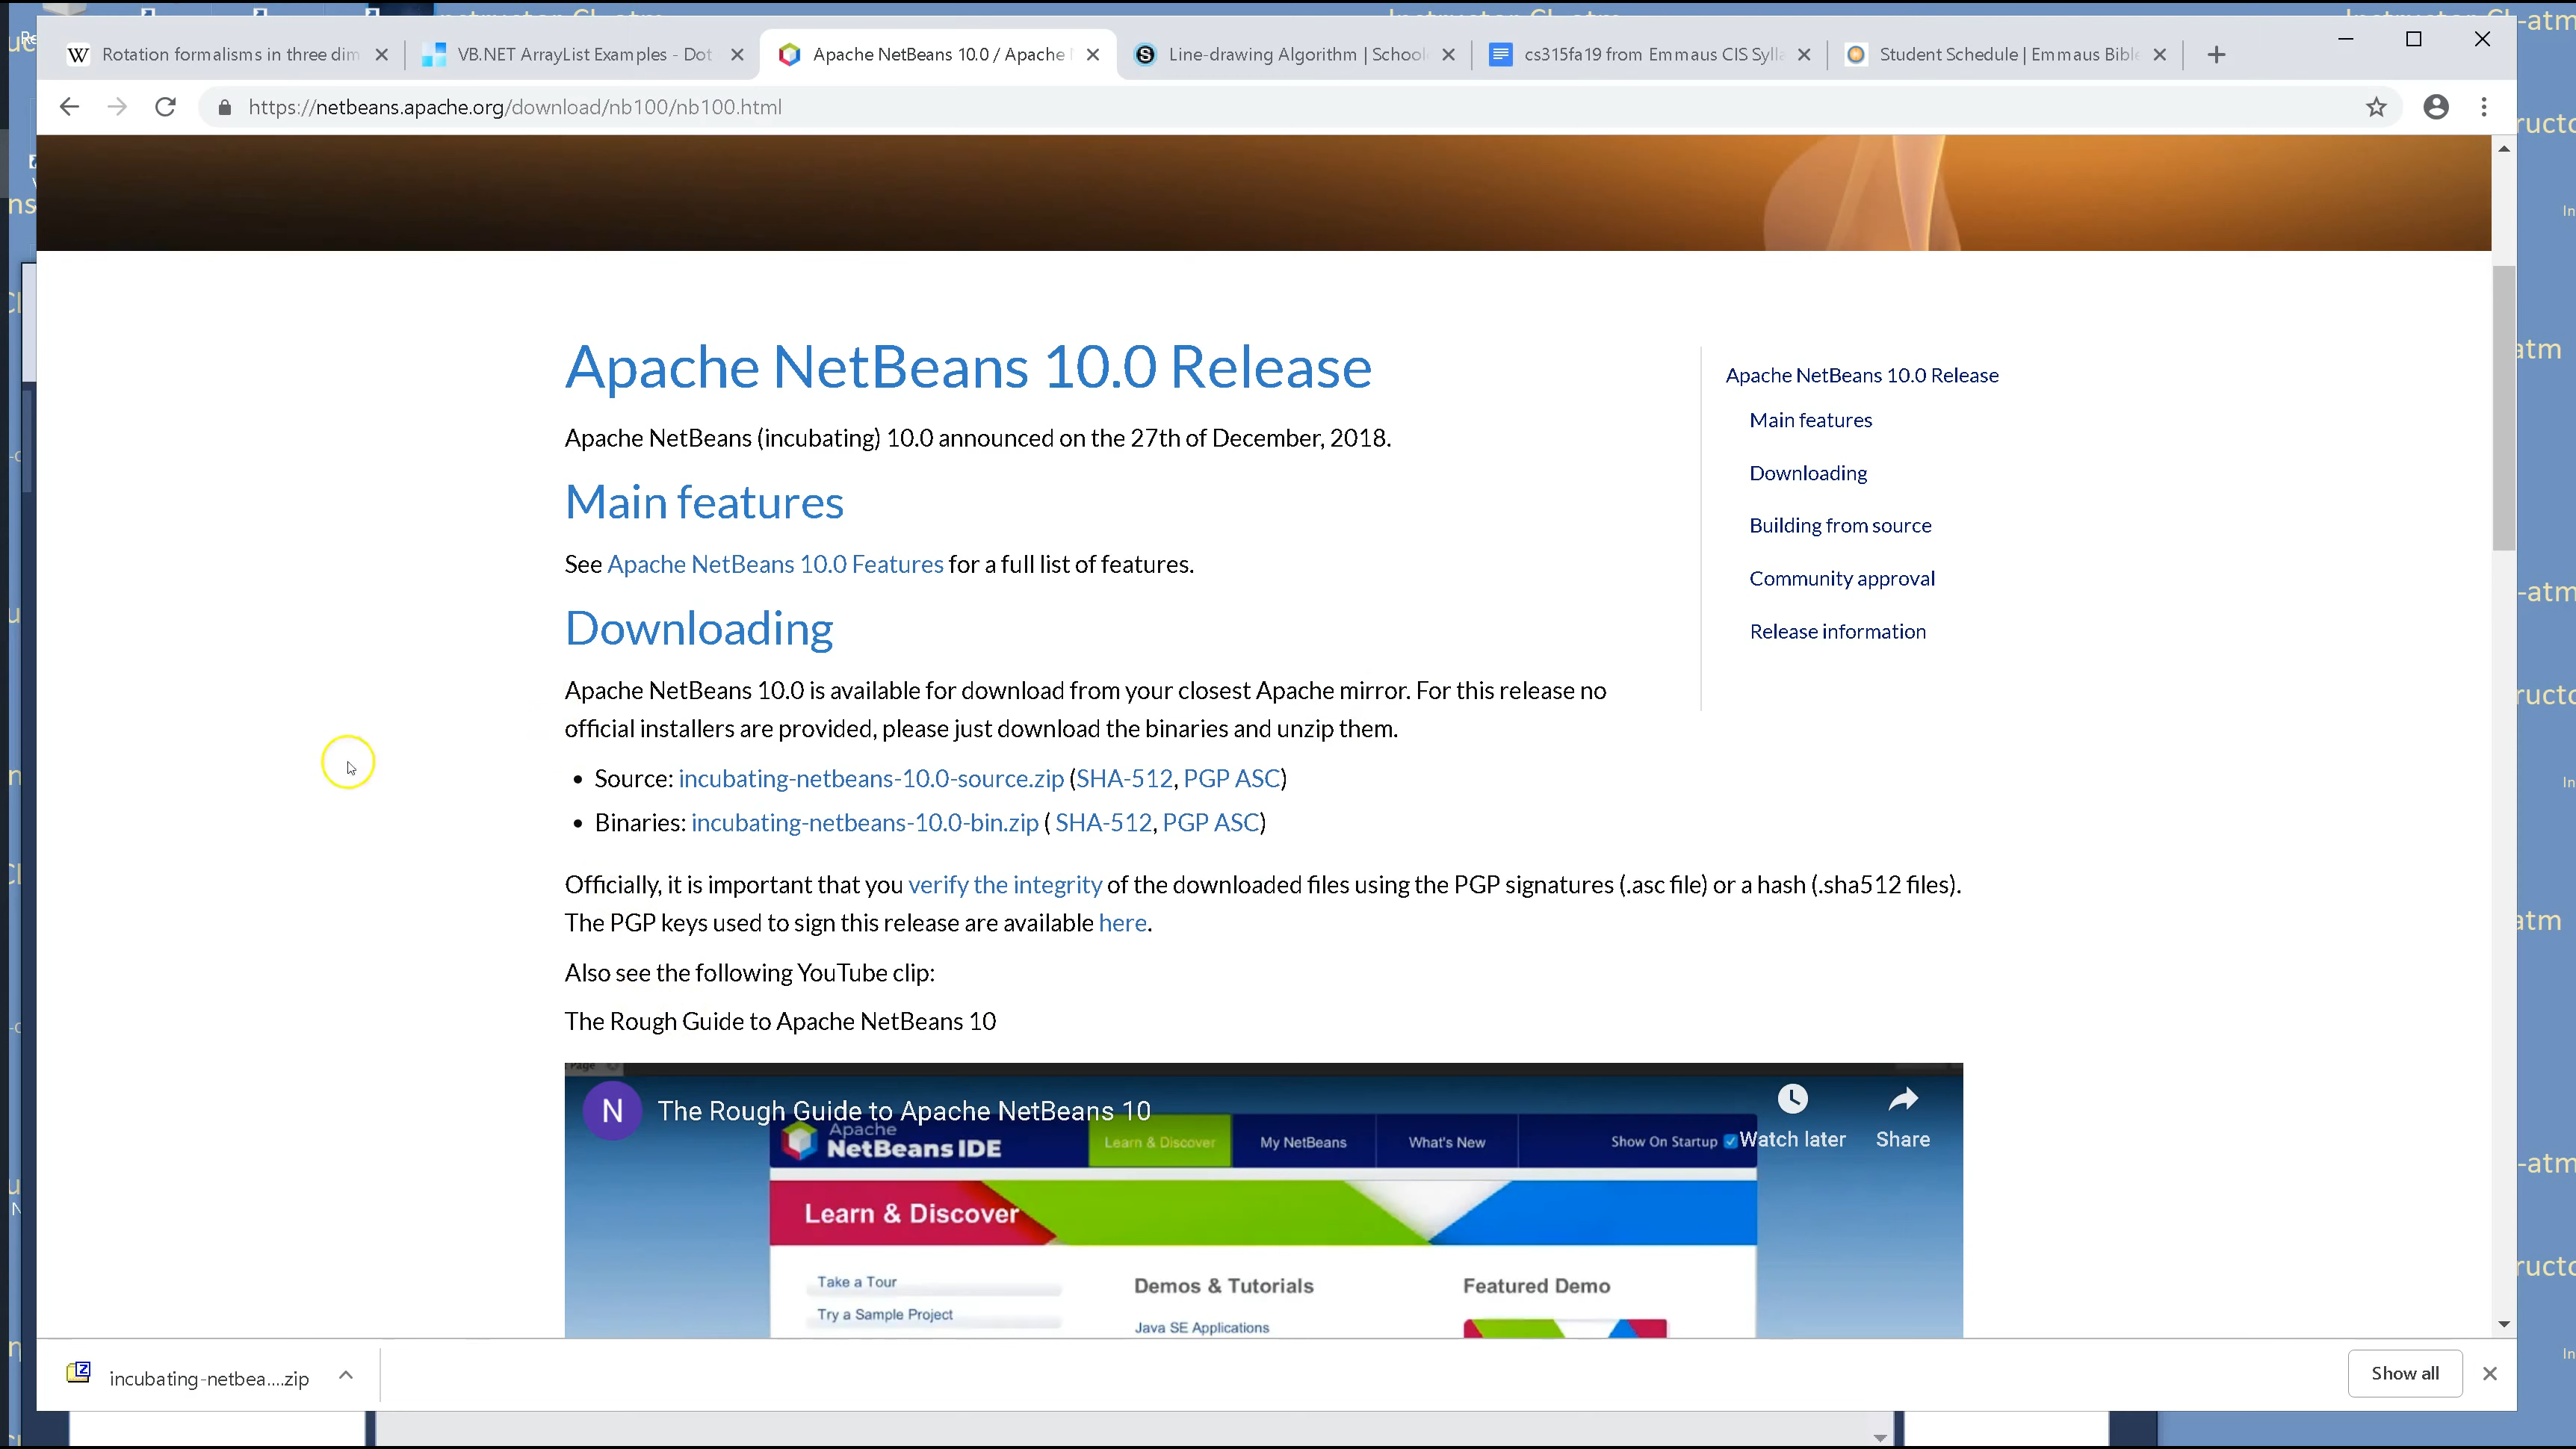 Rotation formalisms in three dim
VB.NET ArrayList Examples - Dot
Apache NetBeans 10.0 / Apache
Line-drawing Algorithm | School
cs315fa19 from Emmaus CIS Sylla
Student Schedule | Emmaus Bible
https://netbeans.apache.org/download/nb100/nb100.html
Apache NetBeans 10.0 Release
Apache NetBeans (incubating) 10.0 announced on the 27th of December, 2018.
Main features
See Apache NetBeans 10.0 Features for a full list of features.
Downloading
Apache NetBeans 10.0 is available for download from your closest Apache mirror. For this release no
official installers are provided, please just download the binaries and unzip them.
• Source: incubating-netbeans-10.0-source.zip (SHA-512, PGP ASC)
• Binaries: incubating-netbeans-10.0-bin.zip ( SHA-512, PGP ASC)
Officially, it is important that you verify the integrity of the downloaded files using the PGP signatures (.asc file) or a hash (.sha512 files).
The PGP keys used to sign this release are available here.
Also see the following YouTube clip:
The Rough Guide to Apache NetBeans 10
Apache NetBeans 10.0 Release
Main features
Downloading
Building from source
Community approval
Release information
N
The Rough Guide to Apache NetBeans 10
Watch later
Share
Apache
NetBeans IDE
Learn & Discover
My NetBeans
What's New
Show On Startup
Learn & Discover
Take a Tour
Try a Sample Project
Demos & Tutorials
Java SE Applications
Featured Demo
incubating-netbea....zip
Show all